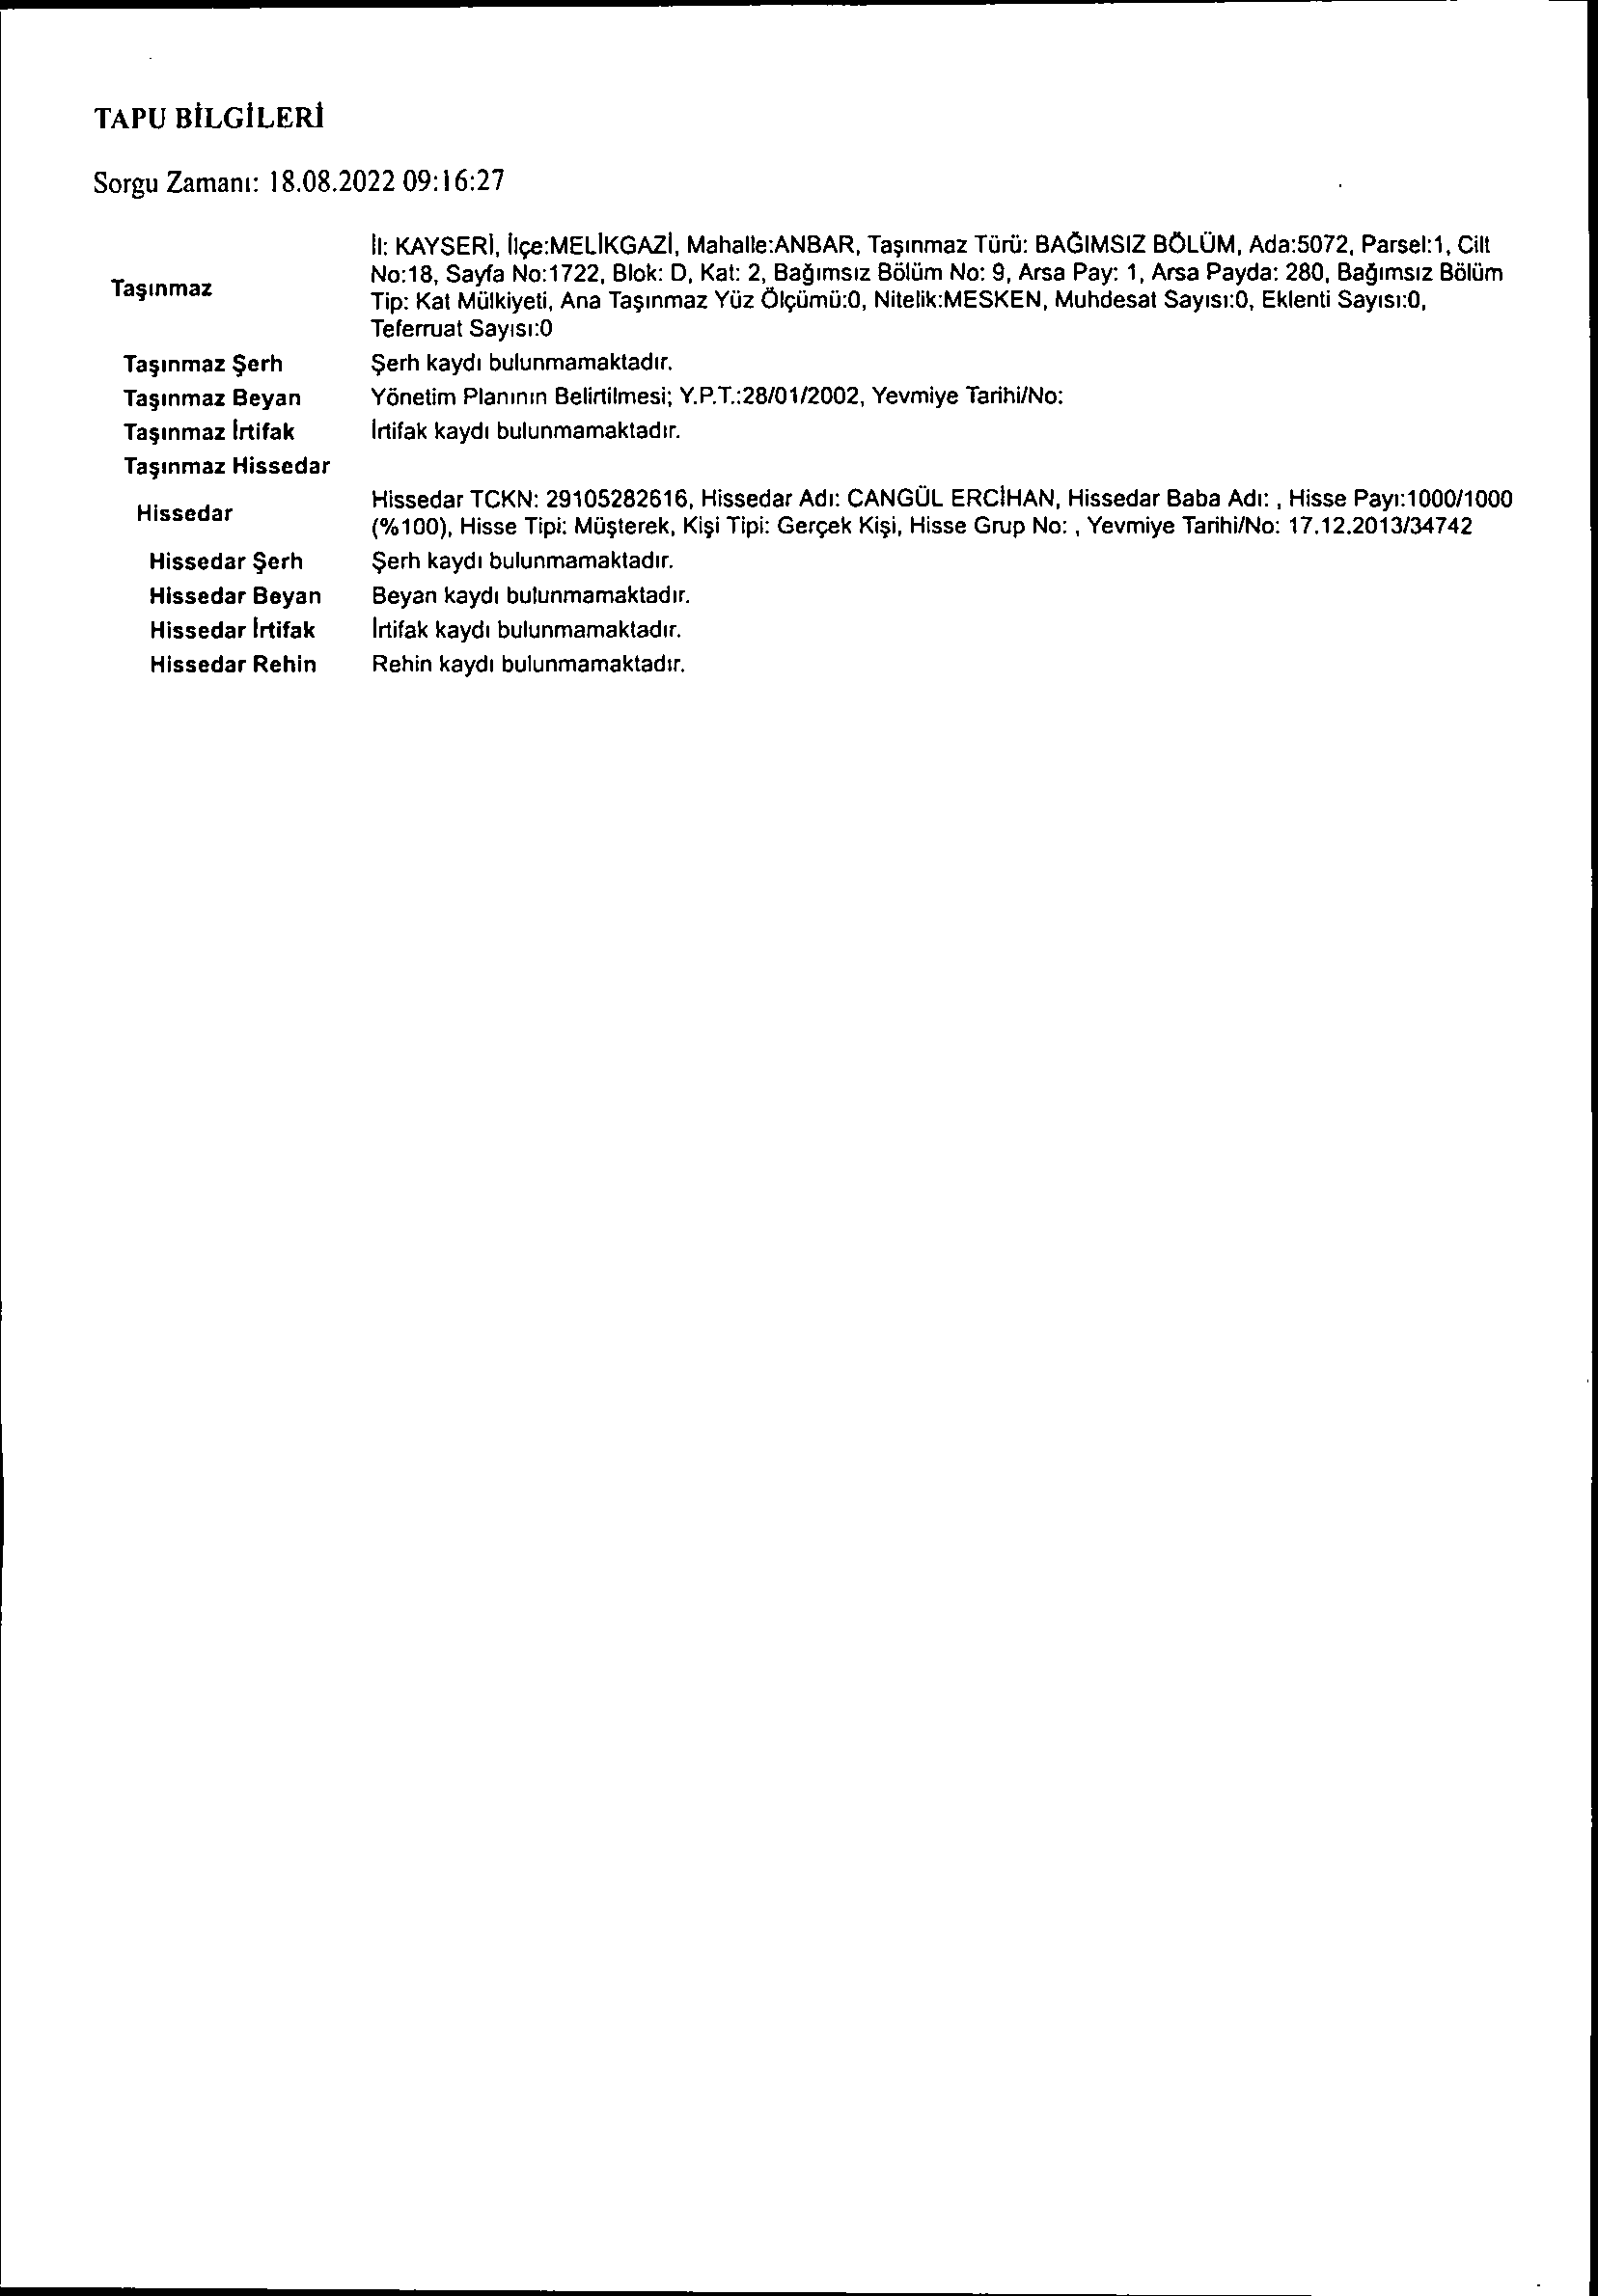 TAPU BİLGİLERİ
Sorgu Zamanı: 18.08.2022 09:16:27
Taşınmaz
İl: KAYSERİ, İlçe:MELİKGAZİ, Mahalle:ANBAR, Taşınmaz Türü: BAĞIMSIZ BÖLÜM, Ada:5072, Parsel:1, Cilt
No:18, Sayfa No:1722, Blok: D, Kat: 2, Bağımsız Bölüm No: 9, Arsa Pay: 1, Arsa Payda: 280, Bağımsız Bölüm
Tip: Kat Mülkiyeti, Ana Taşınmaz Yüz Ölçümü:0, Nitelik:MESKEN, Muhdesat Sayısı:0, Eklenti Sayısı:0,
Teferruat Sayısı:0
Taşınmaz Şerh Şerh kaydı bulunmamaktadır.
Taşınmaz Beyan Yönetim Planının Belirtilmesi; Y.P.T.:28/01/2002, Yevmiye Tarihi/No:
Taşınmaz İrtifak İrtifak kaydı bulunmamaktadır.
Taşınmaz Hissedar
Hissedar
Hissedar TCKN: 29105282616, Hissedar Adı: CANGÜL ERCİHAN, Hissedar Baba Adı: , Hisse Payı:1000/1000
(%100), Hisse Tipi: Müşterek, Kişi Tipi: Gerçek Kişi, Hisse Grup No: , Yevmiye Tarihi/No: 17.12.2013/34742
Hissedar Şerh Şerh kaydı bulunmamaktadır.
Hissedar Beyan Beyan kaydı bulunmamaktadır.
Hissedar İrtifak İrtifak kaydı bulunmamaktadır.
Hissedar Rehin Rehin kaydı bulunmamaktadır.